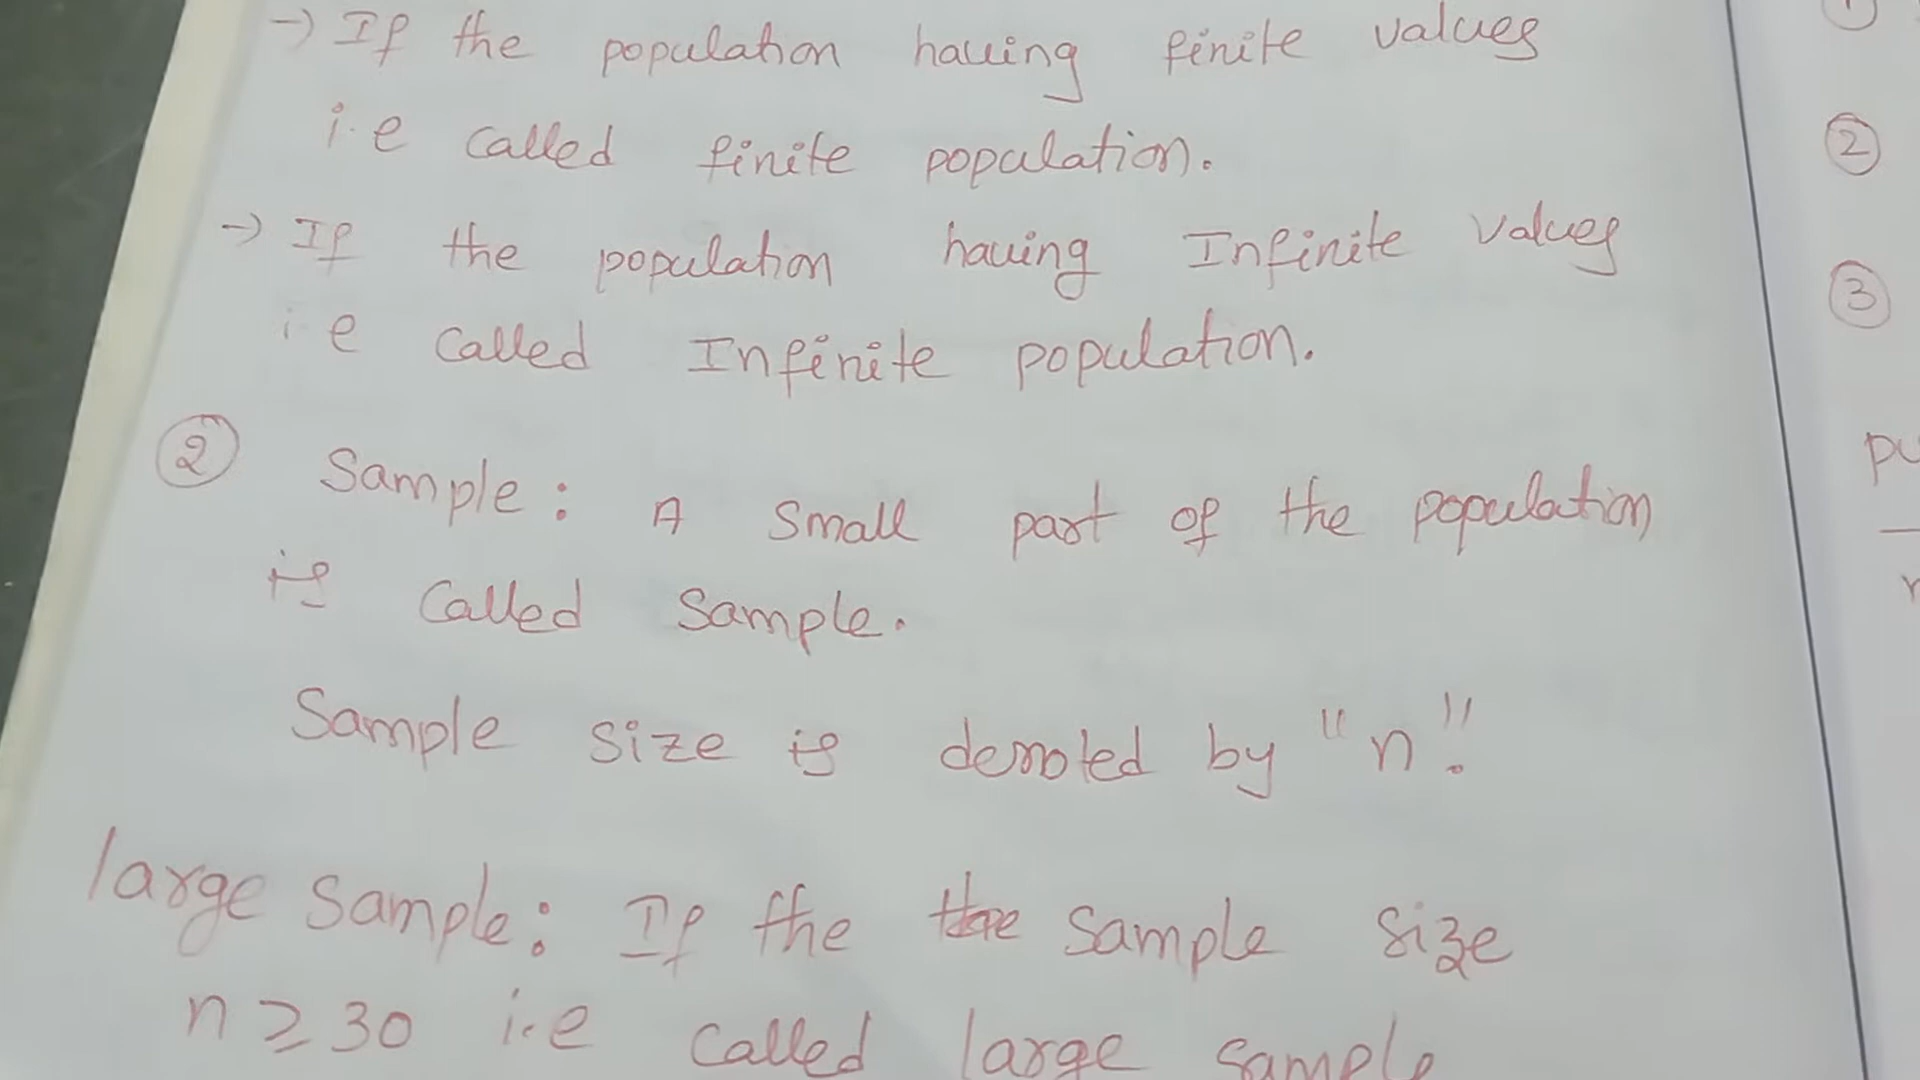 → If the population having finite values
i.e called finite population.
→ If the population having Infinite values
i e called Infinite population.
② Sample: A small part of the population
is called sample.
Sample size is denoted by "n".
large sample: If the the sample size
n ≥ 30 i.e called large sample
①
②
③